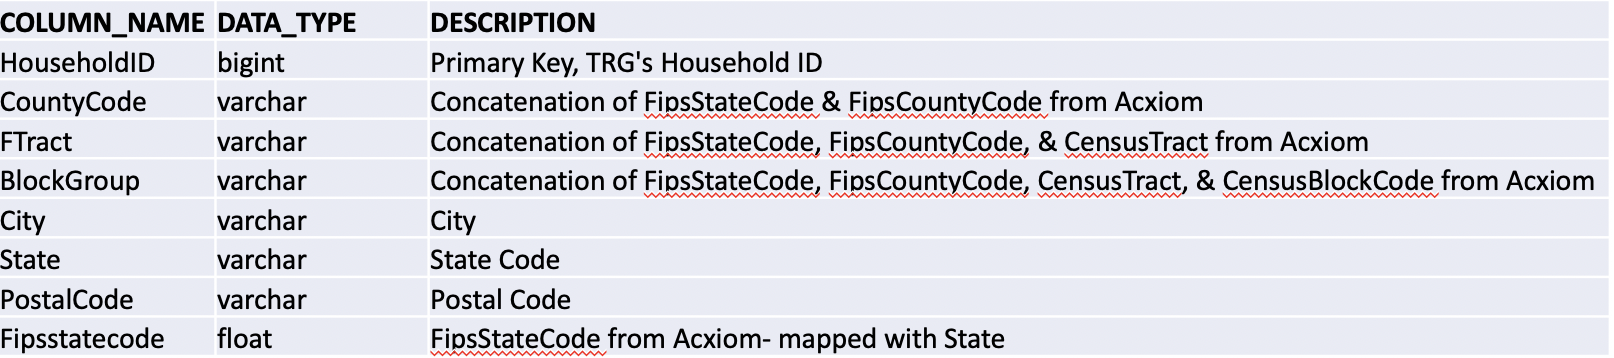 COLUMN_NAME DATA_TYPE DESCRIPTION
HouseholdID bigint Primary Key, TRG's Household ID
CountyCode varchar Concatenation of FipsStateCode & FipsCountyCode from Acxiom
FTract varchar Concatenation of FipsStateCode, FipsCountyCode, & CensusTract from Acxiom
BlockGroup varchar Concatenation of FipsStateCode, FipsCountyCode, CensusTract, & CensusBlockCode from Acxiom
City varchar City
State varchar State Code
PostalCode varchar Postal Code
Fipsstatecode float FipsStateCode from Acxiom- mapped with State